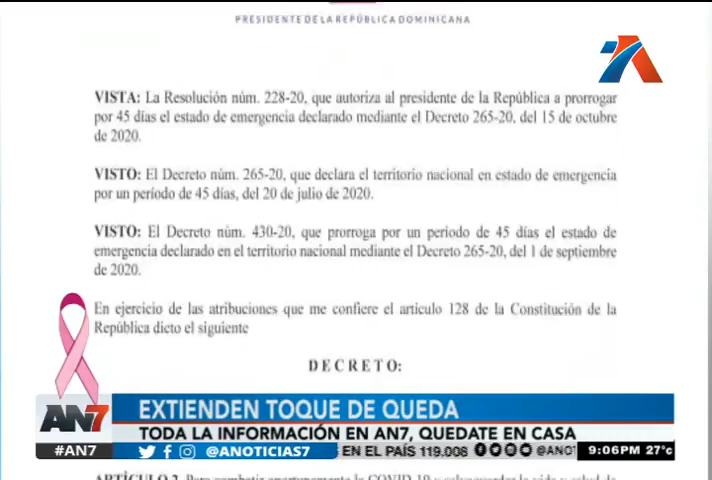 PRESIDENTE DE LA REPÚBLICA DOMINICANA
VISTA: La Resolución núm. 228-20, que autoriza al presidente de la República a prorrogar
por 45 días el estado de emergencia declarado mediante el Decreto 265-20, del 15 de octubre
de 2020.
VISTO: El Decreto núm. 265-20, que declara el territorio nacional en estado de emergencia
por un período de 45 días, del 20 de julio de 2020.
VISTO: El Decreto núm. 430-20, que prorroga por un periodo de 45 días el estado de
emergencia declarado en el territorio nacional mediante el Decreto 265-20, del 1 de septiembre
de 2020.
En ejercicio de las atribuciones que me confiere el articulo 128 de la Constitución de la
República dicto el siguiente
DECRETO:
AN7 EXTIENDEN TOQUE DE QUEDA
TODA LA INFORMACIÓN EN AN7, QUEDATE EN CASA
#AN7 @ANOTICIAS7 EN EL PAÍS 119.008 @ANOT 9:06PM 27°c